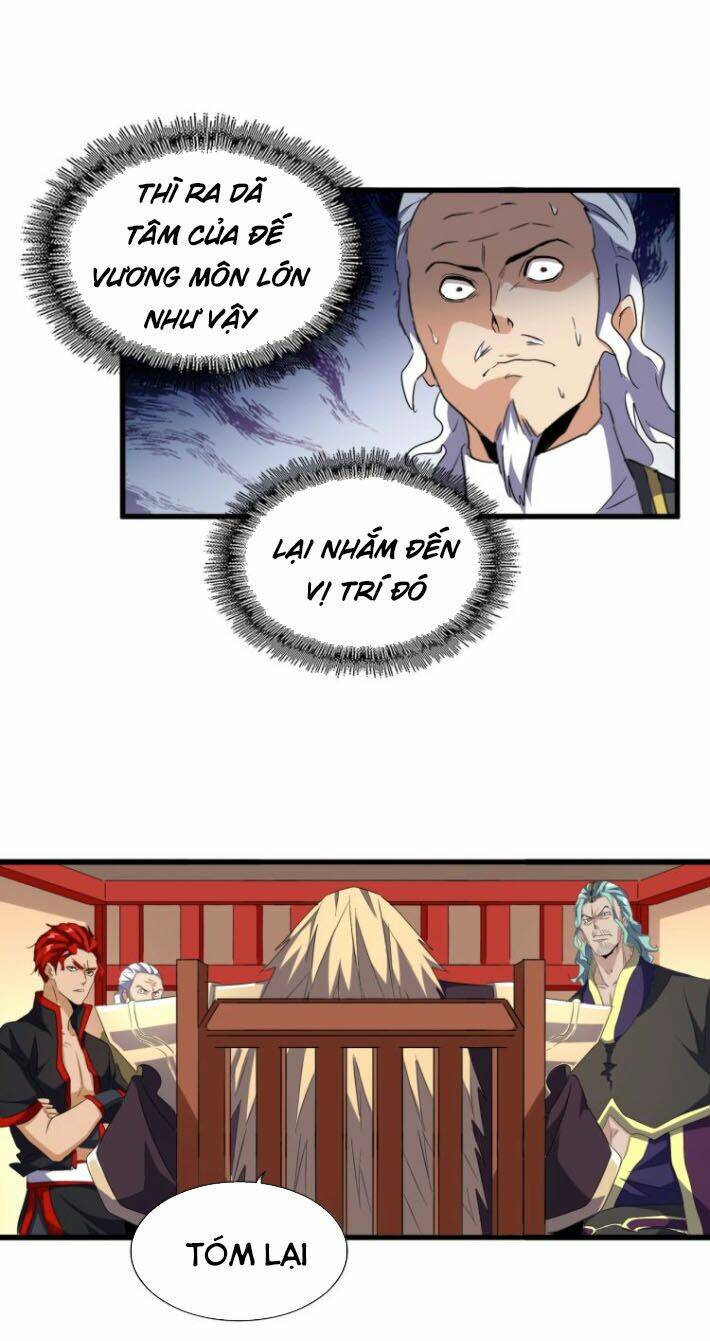 THÌ RA DÃ
TÂM CỦA ĐẾ
VƯƠNG MÔN LỚN
NHƯ VẬY
LẠI NHẮM ĐẾN
VỊ TRÍ ĐÓ
TÓM LẠI